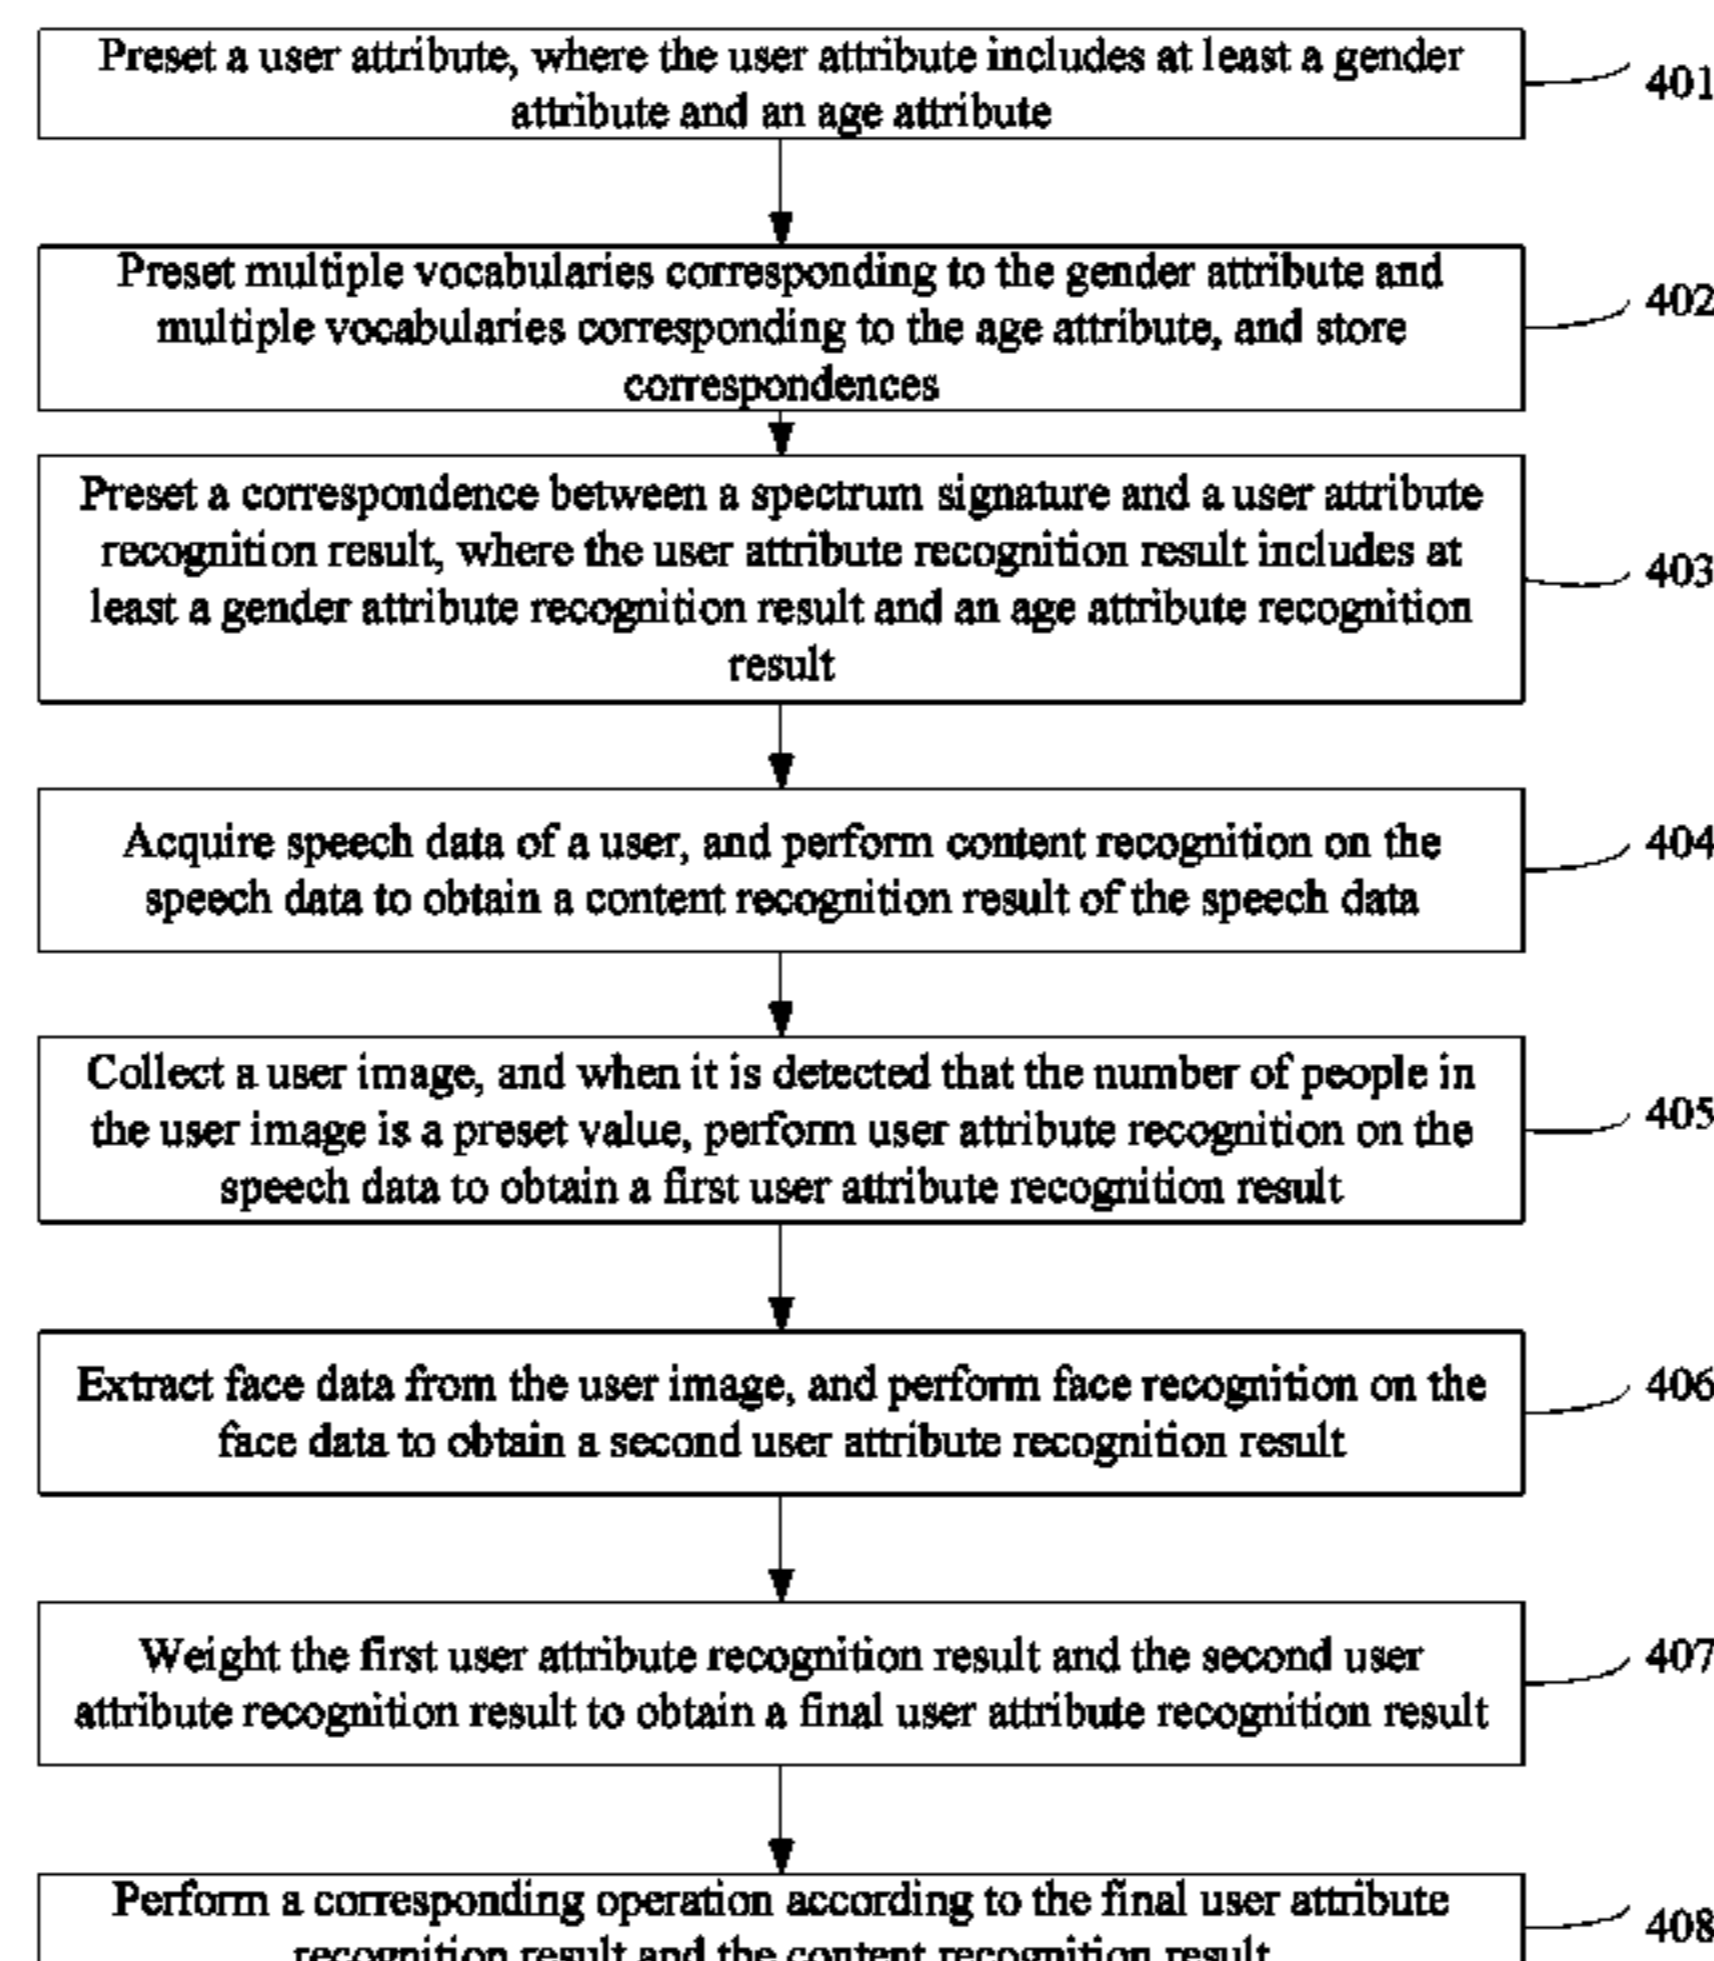 Preset a user attribute, where the user attribute includes at least a gender
attribute and an age attribute
401
Preset multiple vocabularies corresponding to the gender attribute and
multiple vocabularies corresponding to the age attribute, and store
correspondences
402
Preset a correspondence between a spectrum signature and a user attribute
recognition result, where the user attribute recognition result includes at
least a gender attribute recognition result and an age attribute recognition
result
403
Acquire speech data of a user, and perform content recognition on the
speech data to obtain a content recognition result of the speech data
404
Collect a user image, and when it is detected that the number of people in
the user image is a preset value, perform user attribute recognition on the
speech data to obtain a first user attribute recognition result
405
Extract face data from the user image, and perform face recognition on the
face data to obtain a second user attribute recognition result
406
Weight the first user attribute recognition result and the second user
attribute recognition result to obtain a final user attribute recognition result
407
Perform a corresponding operation according to the final user attribute
recognition result and the content recognition result
408